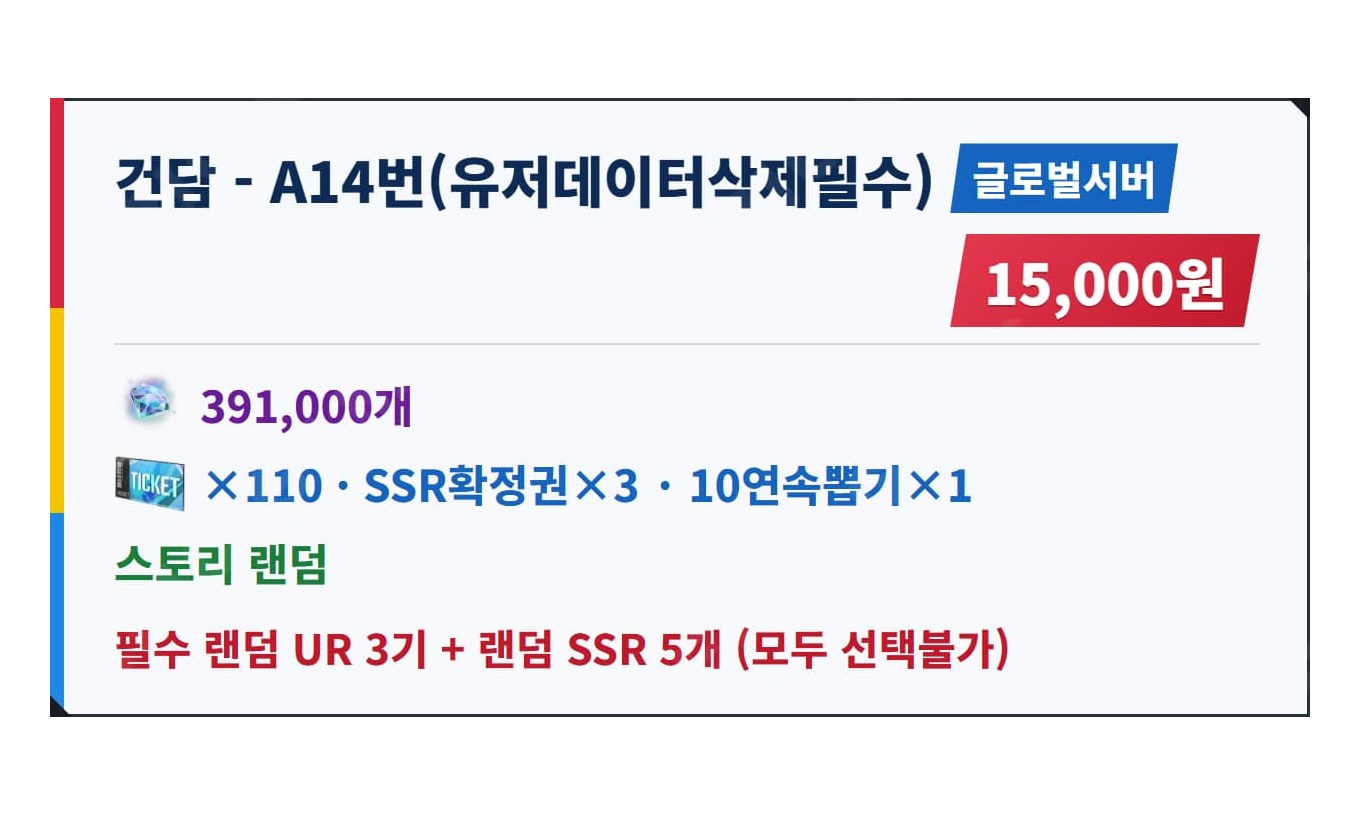 건담 - A14번(유저데이터삭제필수) 글로벌서버
15,000원
391,000개
TICKET ×110 · SSR확정권×3 · 10연속뽑기×1
스토리 랜덤
필수 랜덤 UR 3기 + 랜덤 SSR 5개 (모두 선택불가)